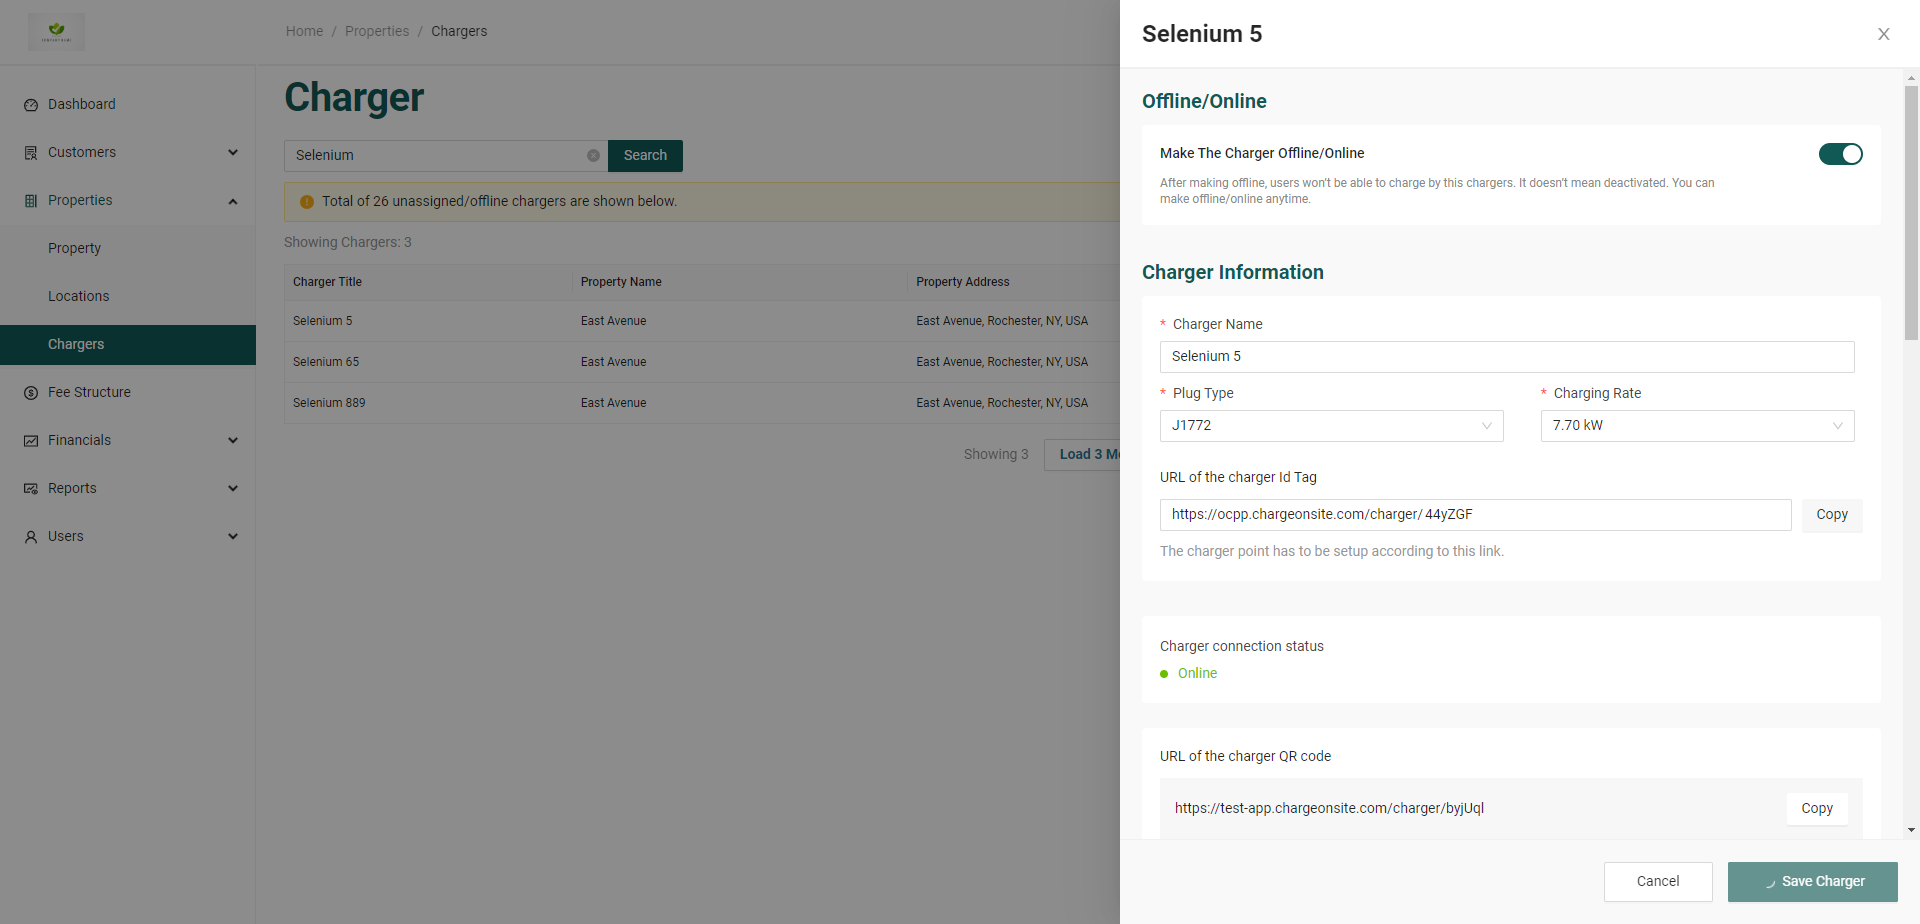 Home / Properties / Chargers
Dashboard
Customers
Properties
Property
Locations
Chargers
Fee Structure
Financials
Reports
Users
Charger
Selenium
Search
Total of 26 unassigned/offline chargers are shown below.
Showing Chargers: 3
Charger Title Property Name Property Address
Selenium 5 East Avenue East Avenue, Rochester, NY, USA
Selenium 65 East Avenue East Avenue, Rochester, NY, USA
Selenium 889 East Avenue East Avenue, Rochester, NY, USA
Showing 3 Load 3
Selenium 5
Offline/Online
Make The Charger Offline/Online
After making offline, users won't be able to charge by this chargers. It doesn't mean deactivated. You can
make offline/online anytime.
Charger Information
* Charger Name
Selenium 5
* Plug Type * Charging Rate
J1772 7.70 kW
URL of the charger Id Tag
https://ocpp.chargeonsite.com/charger/44yZGF Copy
The charger point has to be setup according to this link.
Charger connection status
Online
URL of the charger QR code
https://test-app.chargeonsite.com/charger/byjUql Copy
Cancel Save Charger